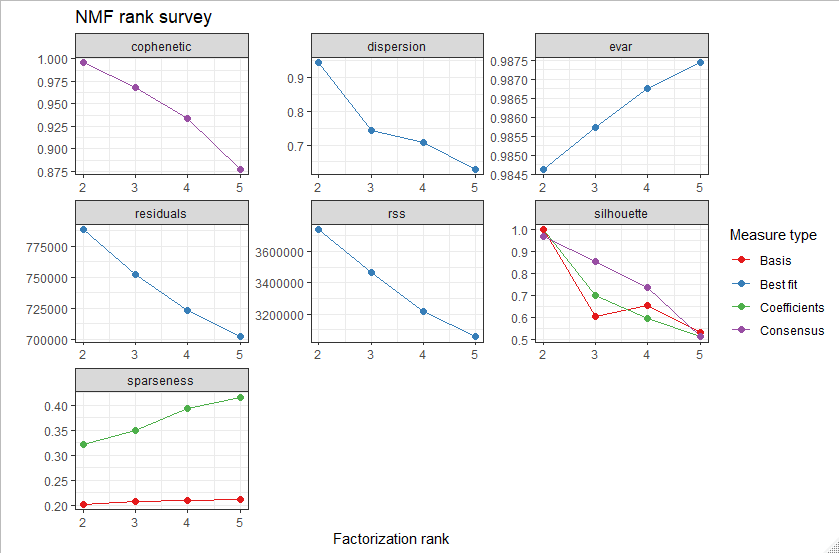 NMF rank survey
cophenetic
dispersion
evar
1.000
0.975
0.950
0.925
0.900
0.875
2 3 4 5
0.9
0.8
0.7
2 3 4 5
0.9875
0.9870
0.9865
0.9860
0.9855
0.9850
0.9845
2 3 4 5
residuals
rss
silhouette
775000
750000
725000
700000
2 3 4 5
3600000
3400000
3200000
2 3 4 5
1.0
0.9
0.8
0.7
0.6
0.5
2 3 4 5
Measure type
Basis
Best fit
Coefficients
Consensus
sparseness
0.40
0.35
0.30
0.25
0.20
2 3 4 5
Factorization rank